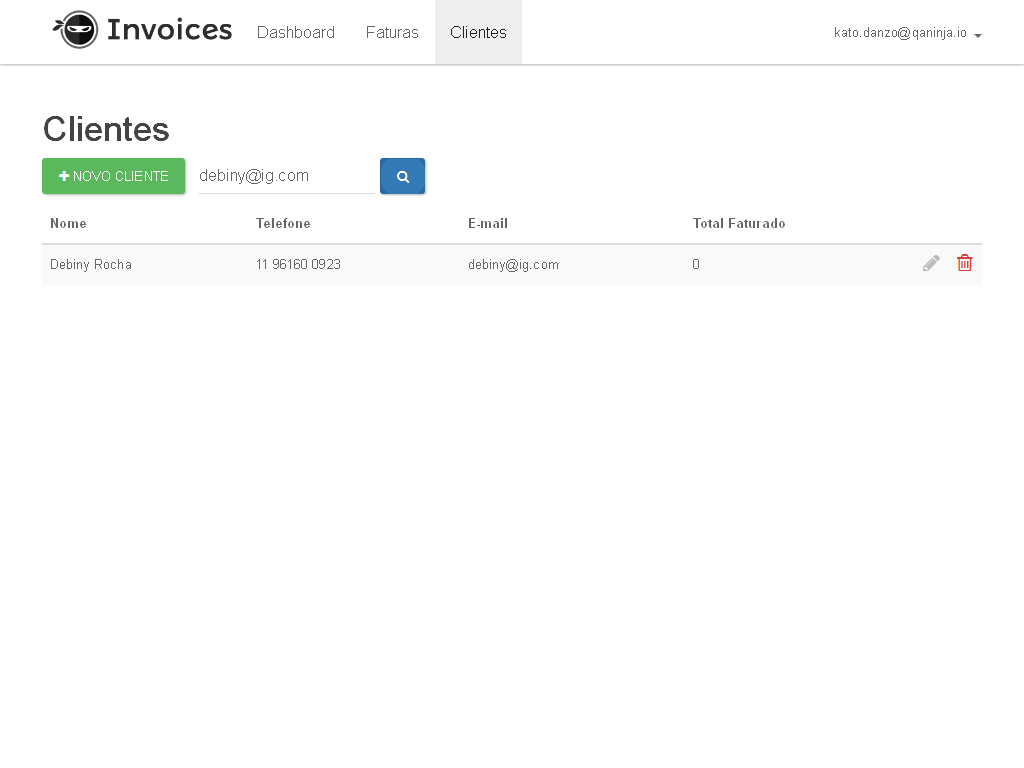 Invoices Dashboard Faturas Clientes kato.danzo@qaninja.io
Clientes
NOVO CLIENTE debiny@ig.com
Nome Telefone E-mail Total Faturado
Debiny Rocha 11 96160 0923 debiny@ig.com 0